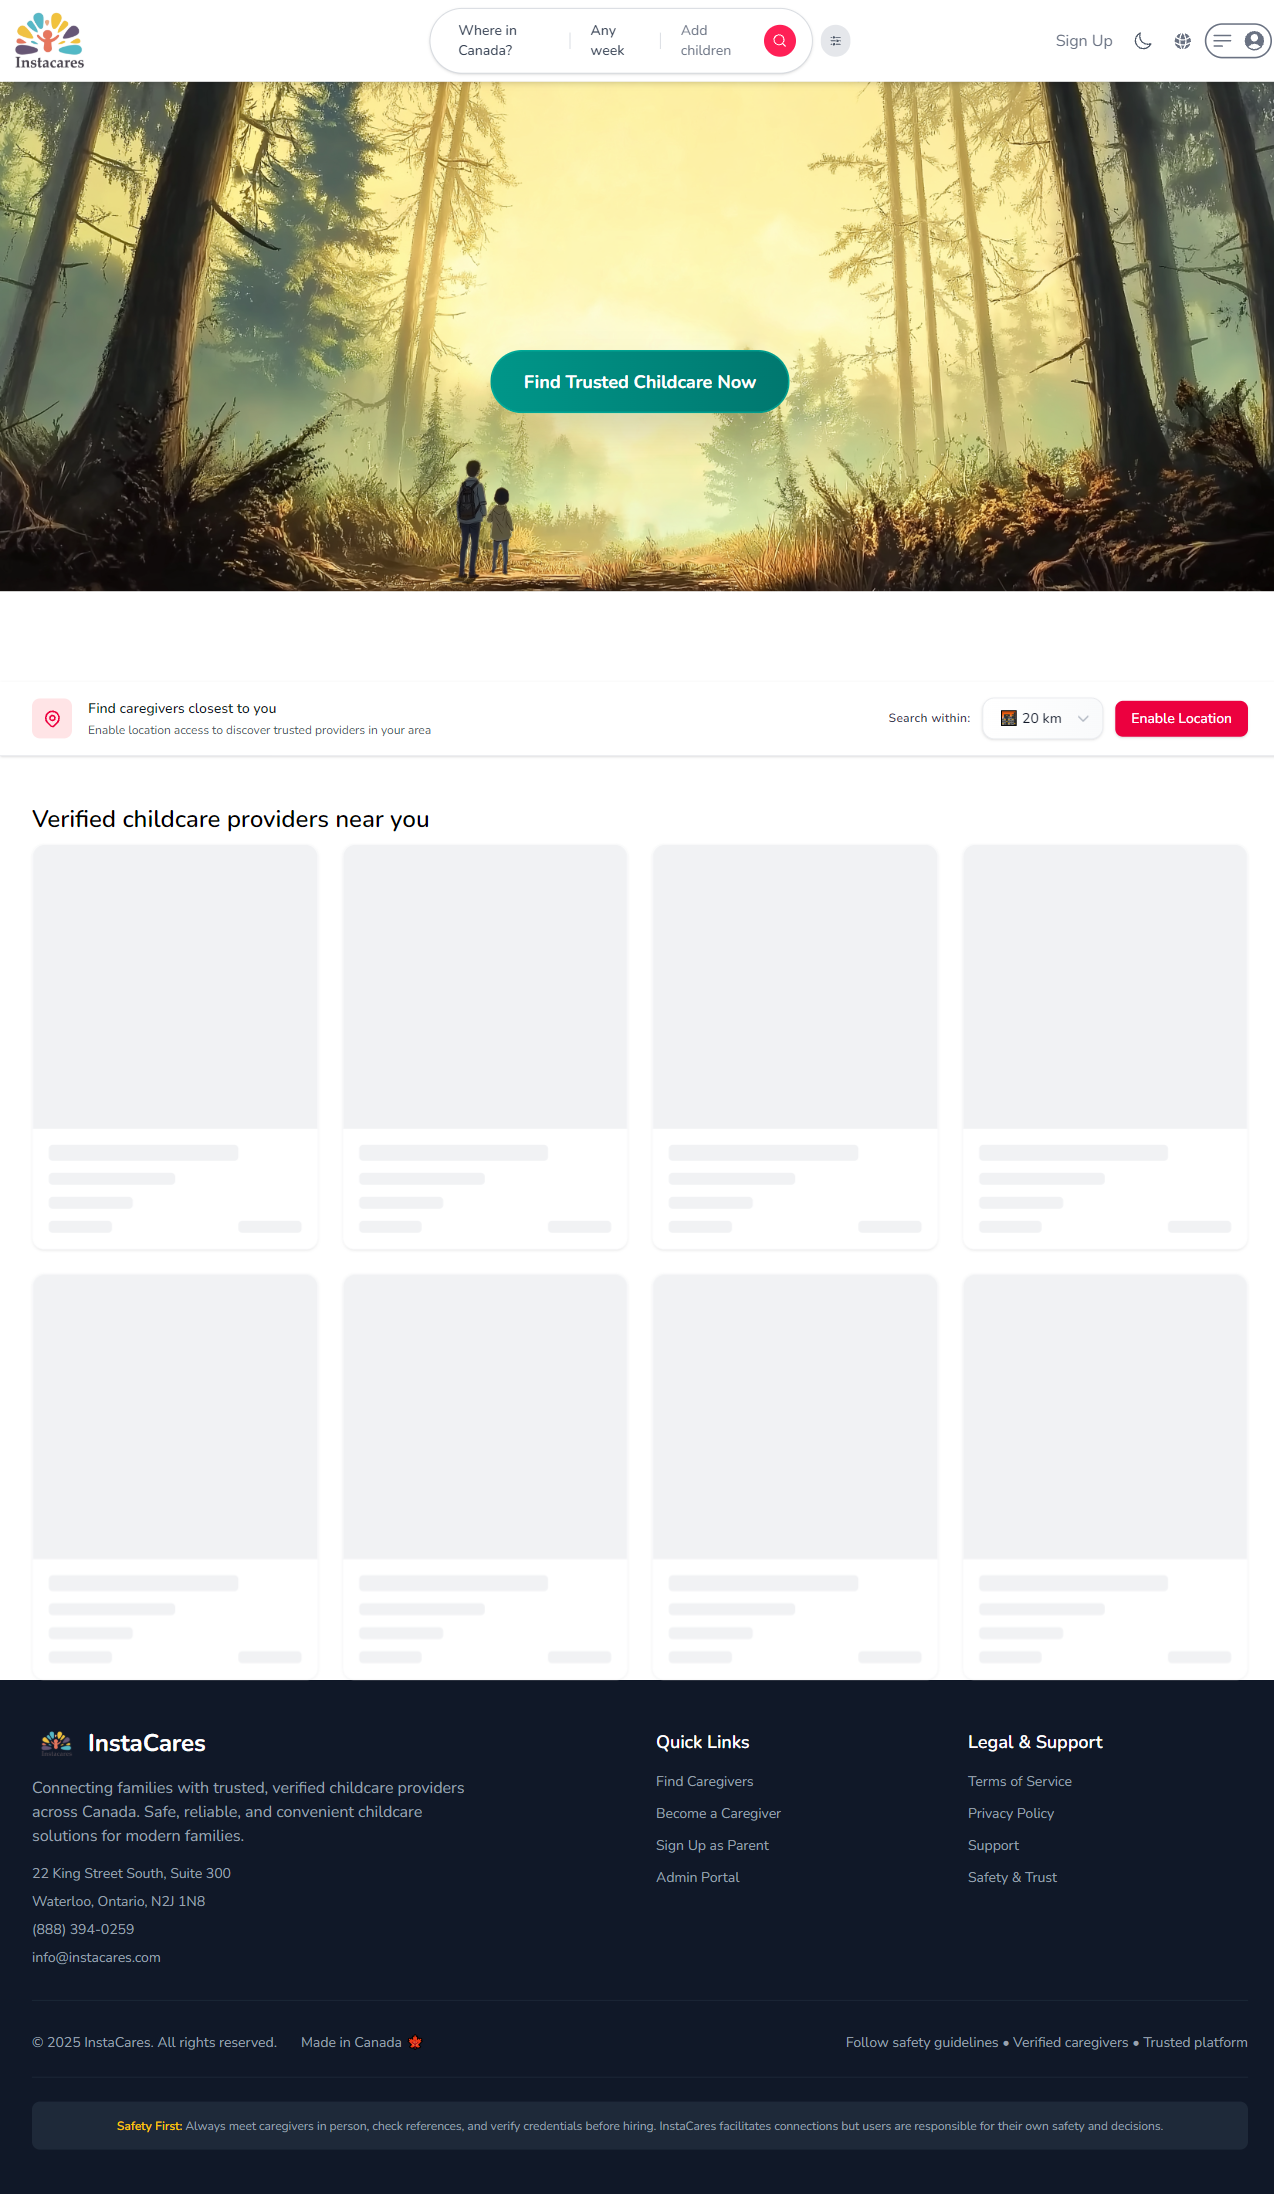 Instacares
Where in
Canada?
Any
week
Add
children
Sign Up
Find Trusted Childcare Now
Find caregivers closest to you
Enable location access to discover trusted providers in your area
Search within:
20 km
Enable Location
Verified childcare providers near you
Instacares
InstaCares
Connecting families with trusted, verified childcare providers
across Canada. Safe, reliable, and convenient childcare
solutions for modern families.
22 King Street South, Suite 300
Waterloo, Ontario, N2J 1N8
(888) 394-0259
info@instacares.com
Quick Links
Find Caregivers
Become a Caregiver
Sign Up as Parent
Admin Portal
Legal & Support
Terms of Service
Privacy Policy
Support
Safety & Trust
© 2025 InstaCares. All rights reserved.
Made in Canada 🍁
Follow safety guidelines • Verified caregivers • Trusted platform
Safety First: Always meet caregivers in person, check references, and verify credentials before hiring. InstaCares facilitates connections but users are responsible for their own safety and decisions.